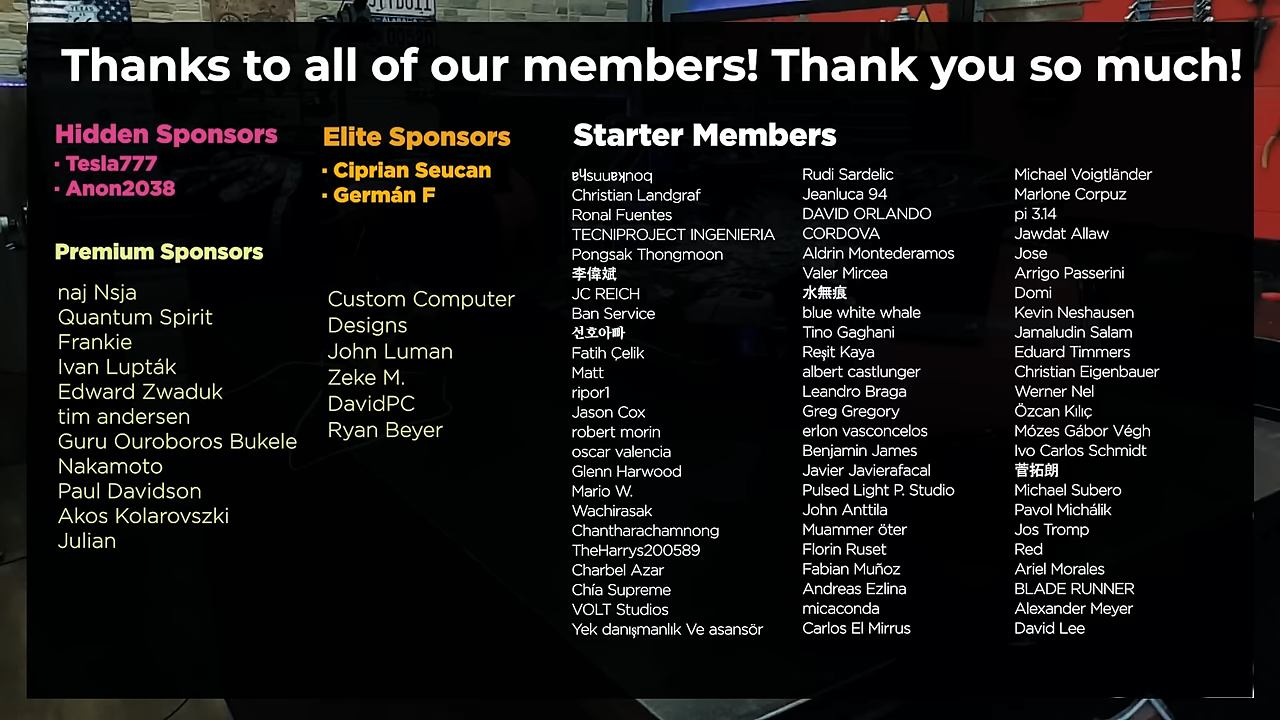 Thanks to all of our members! Thank you so much!
Hidden Sponsors
· Tesla777
· Anon2038
Elite Sponsors
· Ciprian Seucan
· Germán F
Premium Sponsors
naj Nsja
Quantum Spirit
Frankie
Ivan Lupták
Edward Zwaduk
tim andersen
Guru Ouroboros Bukele
Nakamoto
Paul Davidson
Akos Kolarovszki
Julian
Custom Computer
Designs
John Luman
Zeke M.
DavidPC
Ryan Beyer
Starter Members
Christian Landgraf
Ronal Fuentes
TECNIPROJECT INGENIERIA
Pongsak Thongmoon
李偉斌
JC REICH
Ban Service
선호아빠
Fatih Çelik
Matt
ripor1
Jason Cox
robert morin
oscar valencia
Glenn Harwood
Mario W.
Wachirasak
Chantharachamnong
TheHarrys200589
Charbel Azar
Chía Supreme
VOLT Studios
Yek danışmanlık Ve asansör
Rudi Sardelic
Jeanluca 94
DAVID ORLANDO
CORDOVA
Aldrin Montederamos
Valer Mircea
水無痕
blue white whale
Tino Gaghani
Reşit Kaya
albert castlunger
Leandro Braga
Greg Gregory
erlon vasconcelos
Benjamin James
Javier Javierafacal
Pulsed Light P. Studio
John Anttila
Muammer öter
Florin Ruset
Fabian Muñoz
Andreas Ezlina
micaconda
Carlos El Mirrus
Michael Voigtländer
Marlone Corpuz
pi 3.14
Jawdat Allaw
Jose
Arrigo Passerini
Domi
Kevin Neshausen
Jamaludin Salam
Eduard Timmers
Christian Eigenbauer
Werner Nel
Özcan Kılıç
Mózes Gábor Végh
Ivo Carlos Schmidt
菅拓朗
Michael Subero
Pavol Michálik
Jos Tromp
Red
Ariel Morales
BLADE RUNNER
Alexander Meyer
David Lee